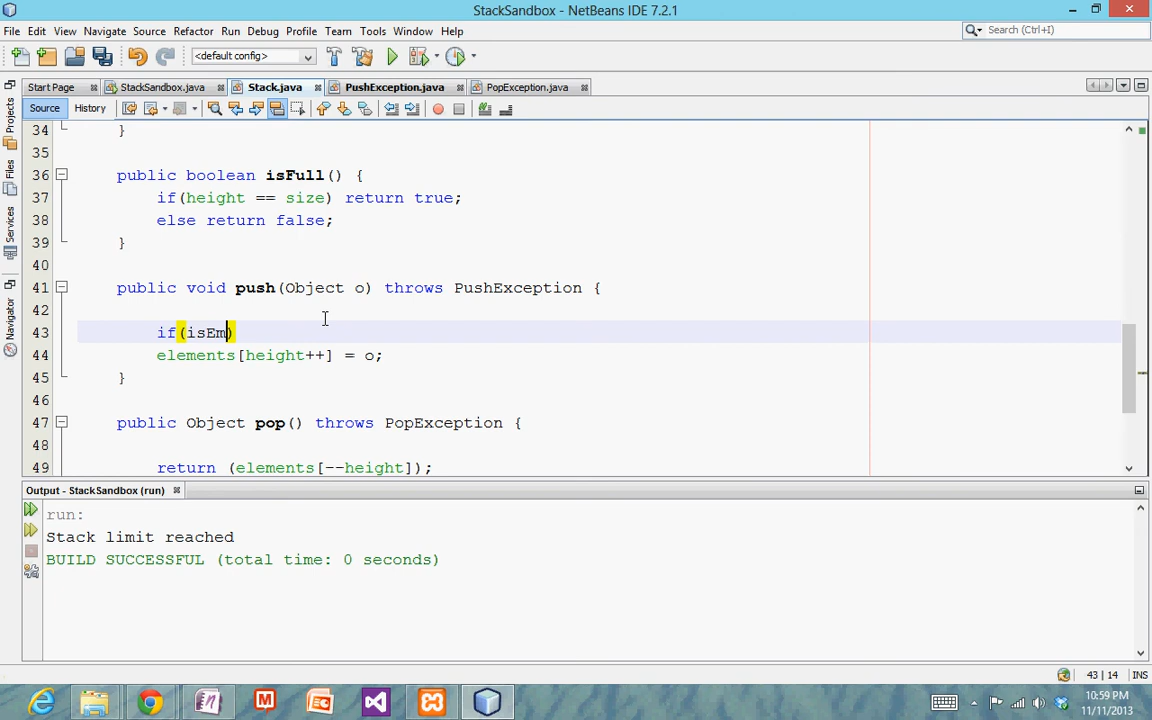 StackSandbox - NetBeans IDE 7.2.1
File Edit View Navigate Source Refactor Run Debug Profile Team Tools Window Help
Search (Ctrl+I)
<default config>
Start Page StackSandbox.java Stack.java PushException.java PopException.java
Source History
Projects
Files
Services
Navigator
34 }
35
36 public boolean isFull() {
37 if(height == size) return true;
38 else return false;
39 }
40
41 public void push(Object o) throws PushException {
42
43 if(isEm)
44 elements[height++] = o;
45 }
46
47 public Object pop() throws PopException {
48
49 return (elements[--height]);
Output - StackSandbox (run)
run:
Stack limit reached
BUILD SUCCESSFUL (total time: 0 seconds)
43 | 14 INS
10:59 PM
11/11/2013